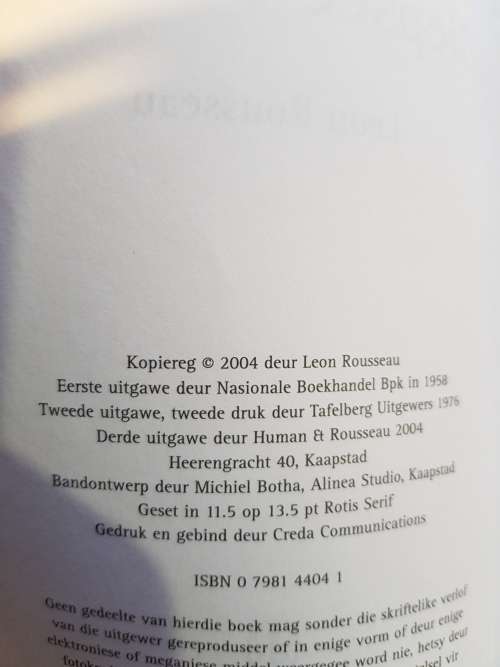 Leon Rousseau
Kopiereg © 2004 deur Leon Rousseau
Eerste uitgawe deur Nasionale Boekhandel Bpk in 1958
Tweede uitgawe, tweede druk deur Tafelberg Uitgewers 1976
Derde uitgawe deur Human & Rousseau 2004
Heerengracht 40, Kaapstad
Bandontwerp deur Michiel Botha, Alinea Studio, Kaapstad
Geset in 11.5 op 13.5 pt Rotis Serif
Gedruk en gebind deur Creda Communications
ISBN 0 7981 4404 1
Geen gedeelte van hierdie boek mag sonder die skriftelike verlof
van die uitgewer gereproduseer of in enige vorm of deur enige
elektroniese of meganiese middel weergegee word nie, hetsy deur